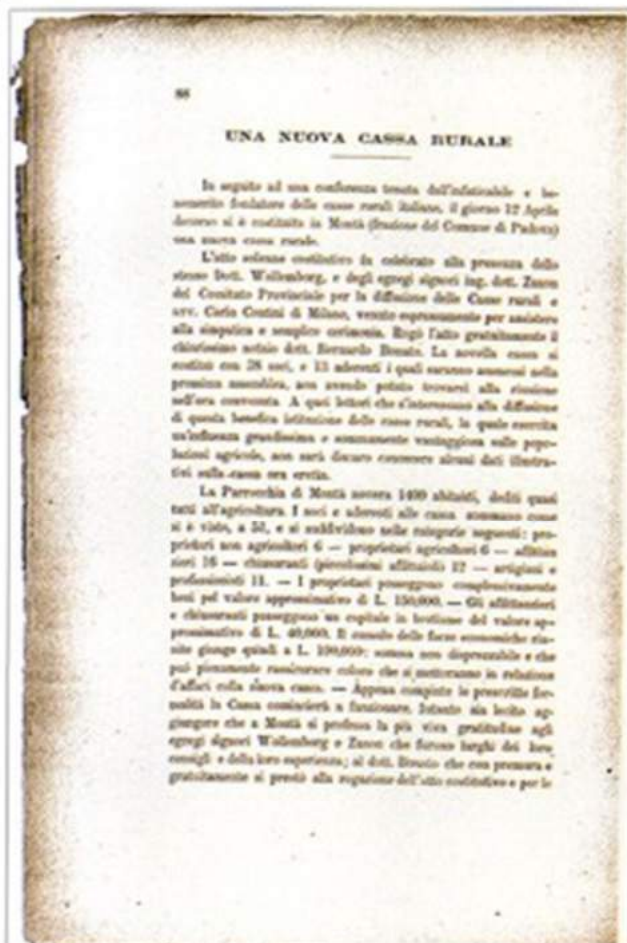 88
UNA NUOVA CASSA RURALE
In seguito ad una conferenza tenuta dall'infaticabile e be-
nemerito fondatore delle casse rurali italiane, il giorno 12 Aprile
decorso si è costituita in Montà (frazione del Comune di Padova)
una nuova cassa rurale.
L'atto solenne costitutivo fu celebrato alla presenza dello
stesso Dott. Wollemborg, e degli egregi signori ing. dott. Zanon
del Comitato Provinciale per la diffusione delle Casse rurali e
avv. Carlo Contini di Milano, venuto espressamente per assistere
alla simpatica e semplice cerimonia. Rogò l'atto gratuitamente il
chiarissimo notaio dott. Bernardo. La novella cassa si
costituì con 38 soci, e 13 aderenti i quali saranno ammessi nella
prossima assemblea, non avendo potuto trovarsi alla riunione
nell'ora convenuta. A quei lettori che s'interessano alla diffusione
di questa benefica istituzione delle casse rurali, la quale esercita
un'influenza grandissima e sommamente vantaggiosa sulle popo-
lazioni agricole, non sarà discaro conoscere alcuni dati illustra-
tivi sulla cassa ora eretta.
La Parrocchia di Montà novera 1400 abitanti, dediti quasi
tutti all'agricoltura. I soci e aderenti alla cassa sommano come
si è visto, a 51, e si suddividono nelle categorie seguenti: pro-
prietari non agricoltori 6 — proprietari agricoltori 6 — affittan
zieri 16 — chiusuranti (piccolissimi affittaioli) 12 — artigiani e
professionisti 11. — I proprietari posseggono complessivamente
beni pel valore approssimativo di L. 150,000. — Gli affittanzieri
e chiusuranti posseggono un capitale in bestiame del valore ap-
prossimativo di L. 40,000. Il cumulo delle forze economiche riu-
nite giunge quindi a L. 190,000: somma non disprezzabile e che
può pienamente rassicurare coloro che si metteranno in relazione
d'affari colla nuova cassa. — Appena compiute le prescritte for-
malità la Cassa comincierà a funzionare. Intanto sia lecito ag-
giungere che a Montà si professa la più viva gratitudine agli
egregi signori Wollemborg e Zanon che furono larghi dei loro
consigli e della loro esperienza; al dott. che con premura e
gratuitamente si prestò alla rogazione dell'atto costitutivo e per le